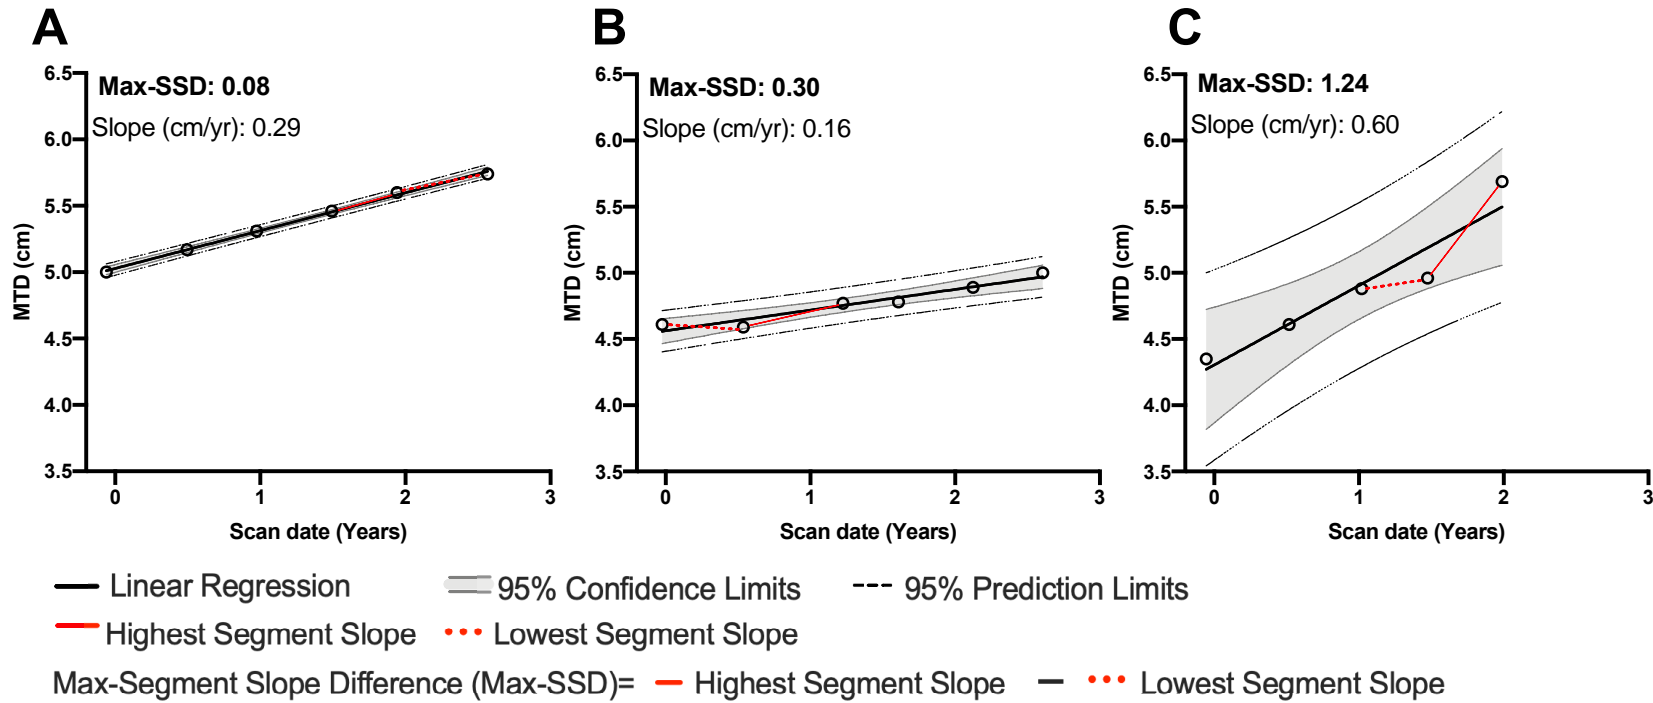 A
B
C
Max-SSD: 0.08
Slope (cm/yr): 0.29
6.5
6.0
5.5
5.0
4.5
4.0
3.5
MTD (cm)
0 1 2 3
Scan date (Years)
Max-SSD: 0.30
Slope (cm/yr): 0.16
6.5
6.0
5.5
5.0
4.5
4.0
3.5
MTD (cm)
0 1 2 3
Scan date (Years)
Max-SSD: 1.24
Slope (cm/yr): 0.60
6.5
6.0
5.5
5.0
4.5
4.0
3.5
MTD (cm)
0 1 2 3
Scan date (Years)
Linear Regression 95% Confidence Limits 95% Prediction Limits
Highest Segment Slope Lowest Segment Slope
Max-Segment Slope Difference (Max-SSD)= Highest Segment Slope — Lowest Segment Slope